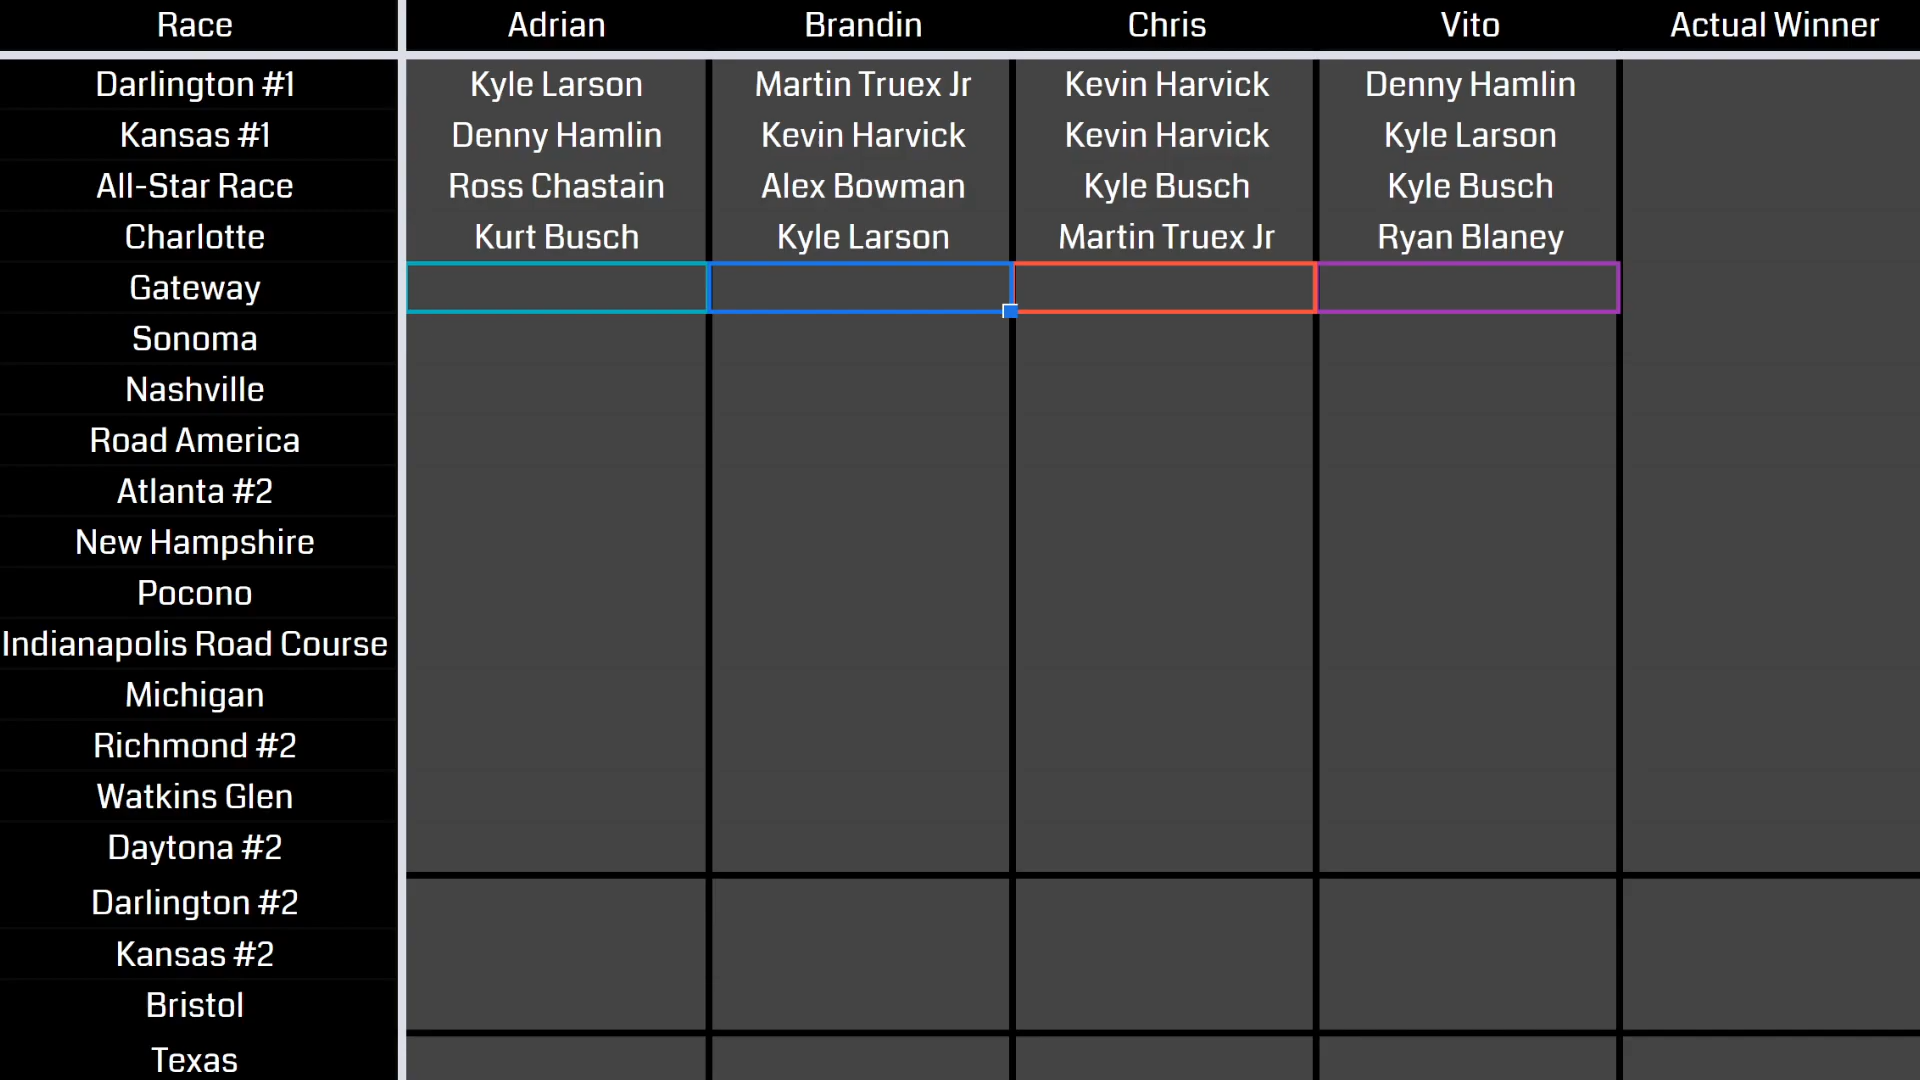 Race Adrian Brandin Chris Vito Actual Winner
Darlington #1 Kyle Larson Martin Truex Jr Kevin Harvick Denny Hamlin
Kansas #1 Denny Hamlin Kevin Harvick Kevin Harvick Kyle Larson
All-Star Race Ross Chastain Alex Bowman Kyle Busch Kyle Busch
Charlotte Kurt Busch Kyle Larson Martin Truex Jr Ryan Blaney
Gateway
Sonoma
Nashville
Road America
Atlanta #2
New Hampshire
Pocono
Indianapolis Road Course
Michigan
Richmond #2
Watkins Glen
Daytona #2
Darlington #2
Kansas #2
Bristol
Texas